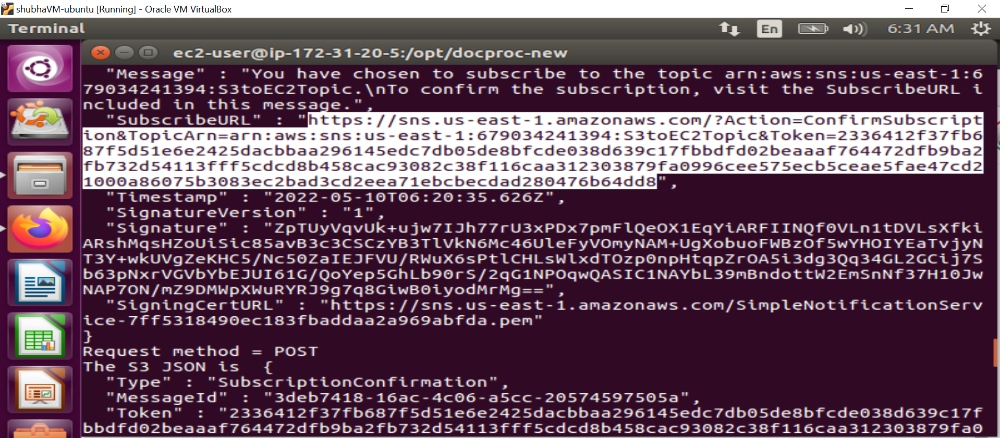 shubhaVM-ubuntu [Running] - Oracle VM VirtualBox
Terminal
En
6:31 AM
ec2-user@ip-172-31-20-5:/opt/docproc-new
"Message" : "You have chosen to subscribe to the topic arn:aws:sns:us-east-1:6
79034241394:S3toEC2Topic.\nTo confirm the subscription, visit the SubscribeURL i
ncluded in this message.",
"SubscribeURL" : "https://sns.us-east-1.amazonaws.com/?Action=ConfirmSubscript
ion&TopicArn=arn:aws:sns:us-east-1:679034241394:S3toEC2Topic&Token=2336412f37fb6
87f5d51e6e2425dacbbaa296145edc7db05de8bfcde038d639c17fbbdfd02beaaaf764472dfb9ba2
fb732d54113fff5cdcd8b458cac93082c38f116caa312303879fa0996cee575ecb5ceae5fae47cd2
1000a86075b3083ec2bad3cd2eea71ebcbecdad280476b64dd8",
"Timestamp" : "2022-05-10T06:20:35.626Z",
"SignatureVersion" : "1",
"Signature" : "ZpTUyVqvUk+ujw7IJh77rU3xPDx7pmFlQeOX1EqYiARFIINQf0VLn1tDVLsXfki
ARshMqsHZoUiSic85avB3c3CSCzYB3TlVkN6Mc46UleFyVOmyNAM+UgXobuoFWBzOf5wYHOIYEaTvjyN
T3Y+wkUVgZeKHC5/Nc50ZaIEJFVU/RWuX6sPtlCHLsWlxdTOzp0npHtqpZrOA5i3dg3Qq34GL2GCij7S
b63pNxrVGVbYbEJUI61G/QoYep5GhLb90rS/2qG1NPOqwQASIC1NAYbL39mBndottW2EmSnNf37H10Jw
NAP7ON/mZ9DMWpXWuRYRJ9g7q8GiwB0iyodMrMg==",
"SigningCertURL" : "https://sns.us-east-1.amazonaws.com/SimpleNotificationServ
ice-7ff5318490ec183fbaddaa2a969abfda.pem"
}
Request method = POST
The S3 JSON is  {
"Type" : "SubscriptionConfirmation",
"MessageId" : "3deb7418-16ac-4c06-a5cc-20574597505a",
"Token" : "2336412f37fb687f5d51e6e2425dacbbaa296145edc7db05de8bfcde038d639c17f
bbdfd02beaaaf764472dfb9ba2fb732d54113fff5cdcd8b458cac93082c38f116caa312303879fa0